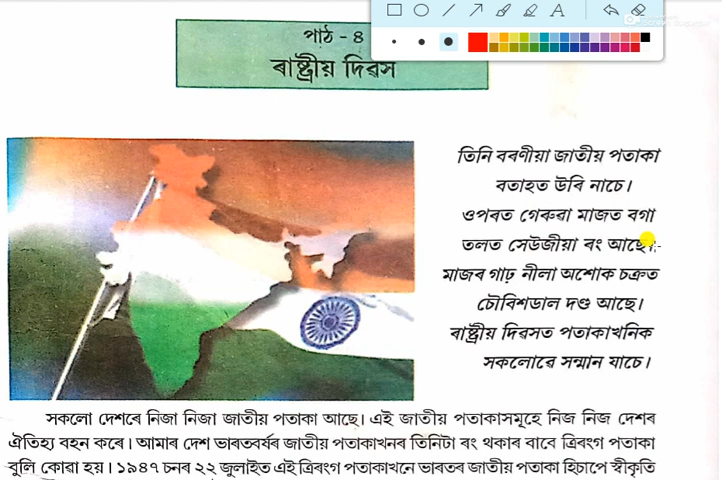 পাঠ - ৪
ৰাষ্ট্ৰীয় দিৱস
তিনি বৰণীয়া জাতীয় পতাকা
বতাহত উৰি নাচে।
ওপৰত গেৰুৱা মাজত বগা
তলত সেউজীয়া ৰং আছে।
মাজৰ গাঢ় নীলা অশোক চক্ৰত
চৌবিশডাল দণ্ড আছে।
ৰাষ্ট্ৰীয় দিৱসত পতাকাখনিক
সকলোৱে সন্মান যাচে।
সকলো দেশৰে নিজা নিজা জাতীয় পতাকা আছে। এই জাতীয় পতাকাসমূহে নিজ নিজ দেশৰ
ঐতিহ্য বহন কৰে। আমাৰ দেশ ভাৰতবৰ্ষৰ জাতীয় পতাকাখনৰ তিনিটা ৰং থকাৰ বাবে ত্ৰিৰংগ পতাকা
বুলি কোৱা হয়। ১৯৪৭ চনৰ ২২ জুলাইত এই ত্ৰিৰংগ পতাকাখনে ভাৰতৰ জাতীয় পতাকা হিচাপে স্বীকৃতি